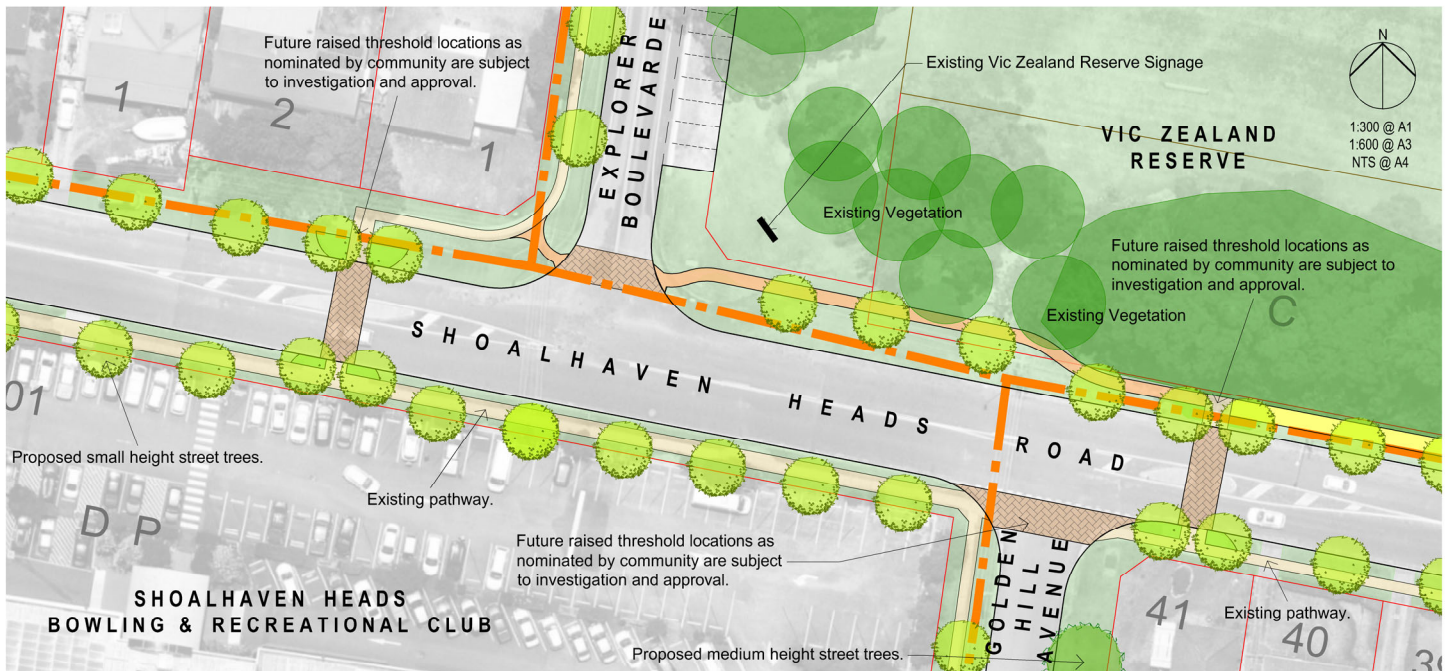 Future raised threshold locations as
nominated by community are subject
to investigation and approval.
1
2
1
EXPLORER
BOULEVARDE
Existing Vic Zealand Reserve Signage
N
1:300 @ A1
1:600 @ A3
NTS @ A4
VIC ZEALAND
RESERVE
Existing Vegetation
Future raised threshold locations as
nominated by community are subject to
investigation and approval.
Existing Vegetation
C
SHOALHAVEN HEADS ROAD
01
Proposed small height street trees.
Existing pathway.
DP
Future raised threshold locations as
nominated by community are subject
to investigation and approval.
GOLDEN
HILL
AVENUE
SHOALHAVEN HEADS
BOWLING & RECREATIONAL CLUB
Proposed medium height street trees.
41
Existing pathway.
40